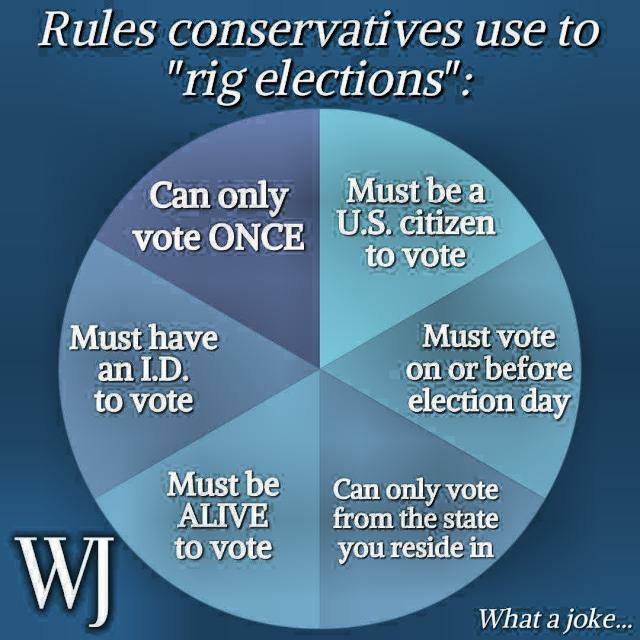 Rules conservatives use to
"rig elections":
Can only
vote ONCE
Must be a
U.S. citizen
to vote
Must have
an I.D.
to vote
Must vote
on or before
election day
Must be
ALIVE
to vote
Can only vote
from the state
you reside in
WJ
What a joke...